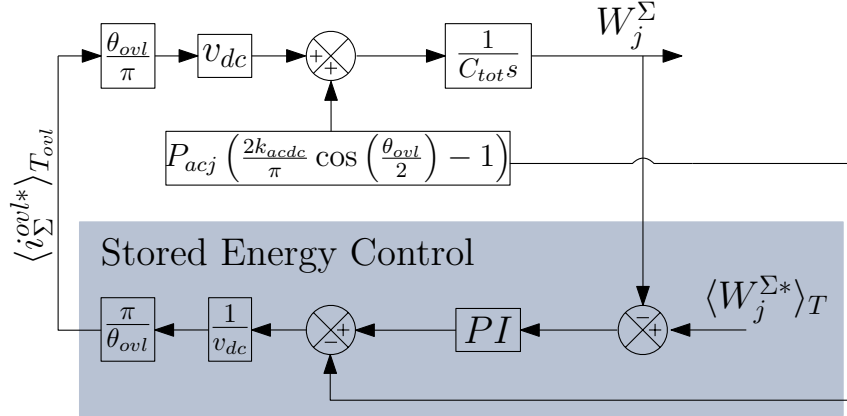 W_j^Σ
θ_ovl/π
v_dc
+
+
1/(C_tot s)
P_acj (2k_acdc/π cos(θ_ovl/2) − 1)
⟨i_Σ^{ovl*}⟩_{T_ovl}
Stored Energy Control
⟨W_j^{Σ*}⟩_T
π/θ_ovl
1/v_dc
+
−
PI
−
+